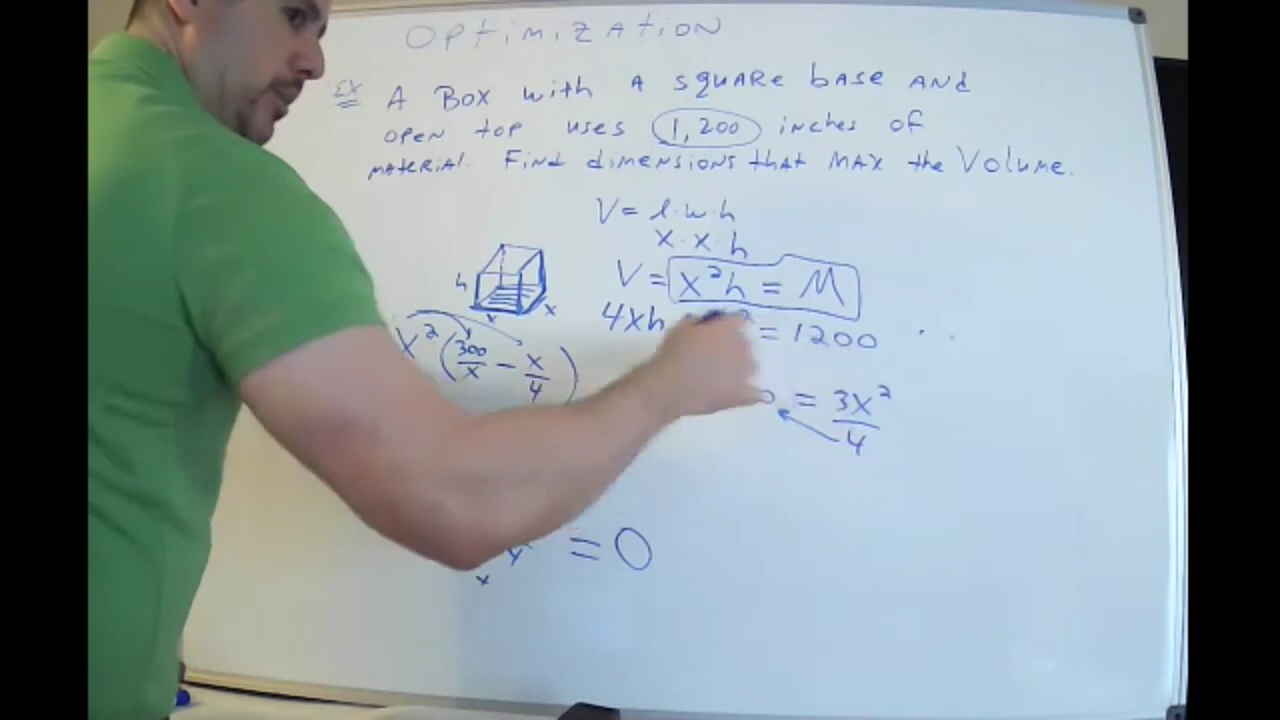 OPtimIZATION
EX A BOX with A square base AND
open top uses 1,200 inches of
material. Find dimensions that MAX the Volume.
V = l·w·h
x·x·h
V = x²h = M
4xh = 1200
h
x
x
x² (300/x - x/4)
= 3x²/4
= 0